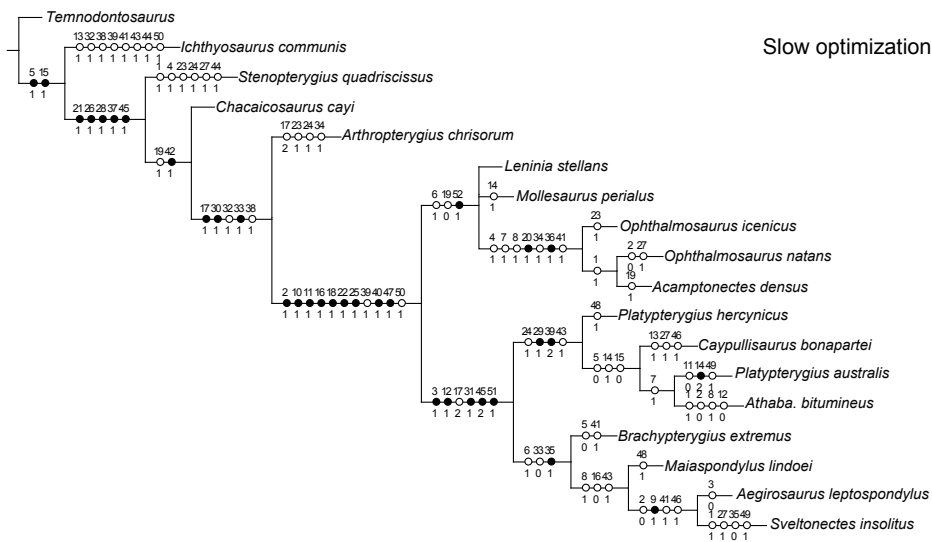 Temnodontosaurus
13 32 38 39 41 43 44 50
Ichthyosaurus communis
1 1 1 1 1 1 1 1
Slow optimization
5 15
1 1
1 4 23 24 27 44
Stenopterygius quadriscissus
1 1 1 1 1 1
21 26 28 37 45
1 1 1 1 1
Chacaicosaurus cayi
17 23 24 34
Arthropterygius chrisorum
2 1 1 1
19 42
1 1
Leninia stellans
14
Mollesaurus perialus
1
6 19 52
1 0 1
17 30 32 33 38
1 1 1 1 1
23
Ophthalmosaurus icenicus
1
4 7 8 20 34 36 41
1 1 1 1 1 1 1
2 27
Ophthalmosaurus natans
0 1
1
1
19
Acamptonectes densus
1
2 10 11 16 18 22 25 39 40 47 50
1 1 1 1 1 1 1 1 1 1 1
48
Platypterygius hercynicus
1
24 29 39 43
1 1 2 1
13 27 46
Caypullisaurus bonapartei
1 1 1
5 14 15
0 1 0
11 14 49
Platypterygius australis
0 2 1
7
1
1 2 8 12
Athaba. bitumineus
1 0 1 0
3 12 17 31 45 51
1 1 2 1 2 1
5 41
Brachypterygius extremus
0 1
6 33 35
1 0 1
48
Maiaspondylus lindoei
1
8 16 43
1 0 1
3
Aegirosaurus leptospondylus
0
2 9 41 46
0 1 1 1
1 27 35 49
Sveltonectes insolitus
1 1 0 1